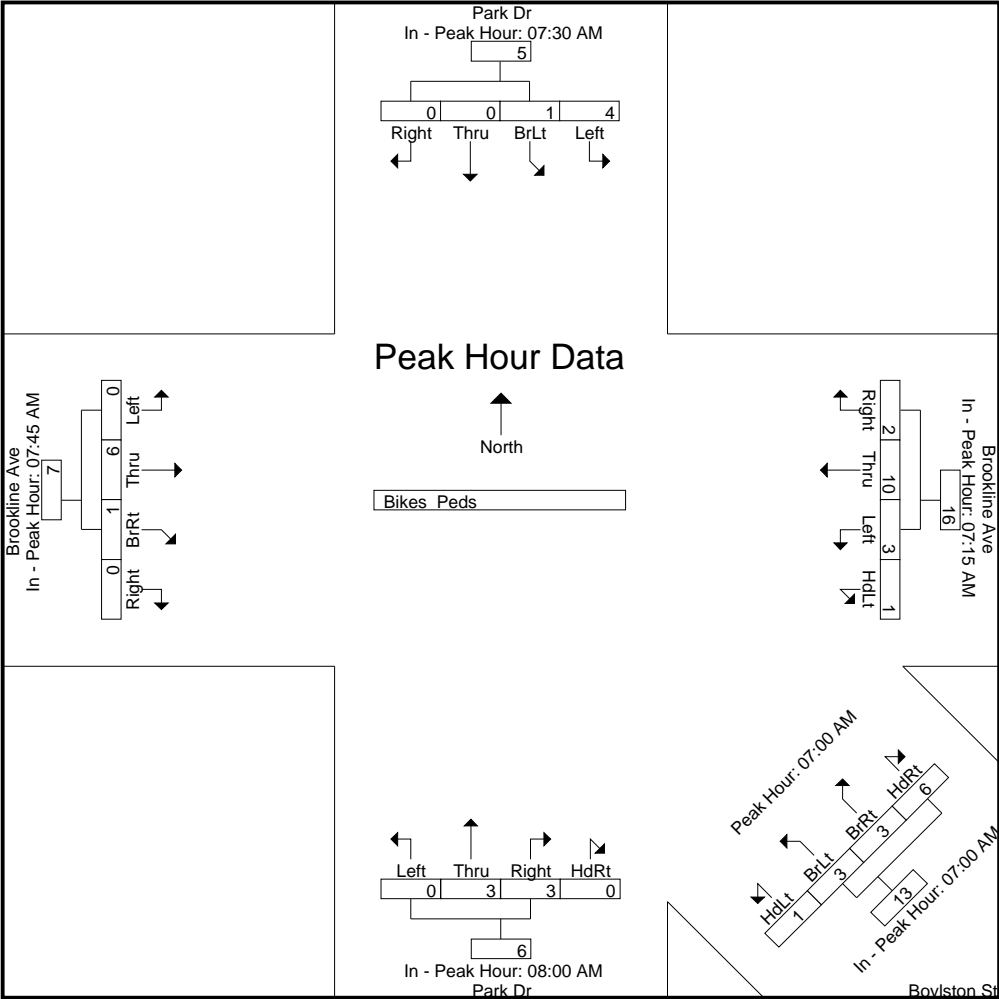 Park Dr
In - Peak Hour: 07:30 AM
5
0 0 1 4
Right Thru BrLt Left
Peak Hour Data
North
Bikes Peds
Brookline Ave
In - Peak Hour: 07:45 AM
7
0 6 1 0
Left Thru BrRt Right
Brookline Ave
In - Peak Hour: 07:15 AM
16
2 10 3 1
Right Thru Left HdLt
Peak Hour: 07:00 AM
HdLt BrLt BrRt HdRt
1 3 3 6
13
In - Peak Hour: 07:00 AM
Boylston St
Left Thru Right HdRt
0 3 3 0
6
In - Peak Hour: 08:00 AM
Park Dr